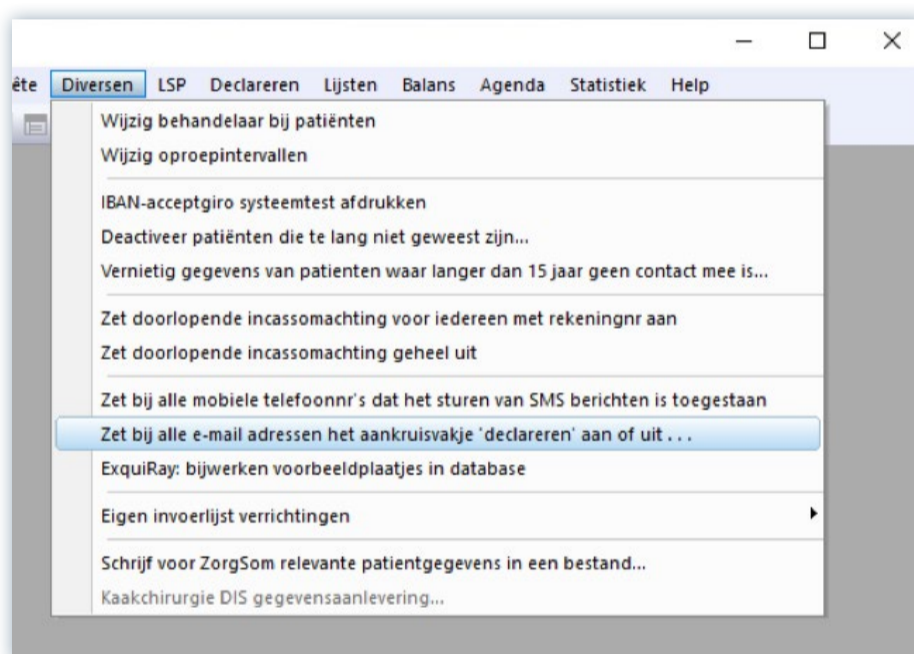 ête Diversen LSP Declareren Lijsten Balans Agenda Statistiek Help
Wijzig behandelaar bij patiënten
Wijzig oproepintervallen
IBAN-acceptgiro systeemtest afdrukken
Deactiveer patiënten die te lang niet geweest zijn...
Vernietig gegevens van patienten waar langer dan 15 jaar geen contact mee is...
Zet doorlopende incassomachting voor iedereen met rekeningnr aan
Zet doorlopende incassomachting geheel uit
Zet bij alle mobiele telefoonnr's dat het sturen van SMS berichten is toegestaan
Zet bij alle e-mail adressen het aankruisvakje 'declareren' aan of uit . . .
ExquiRay: bijwerken voorbeeldplaatjes in database
Eigen invoerlijst verrichtingen
Schrijf voor ZorgSom relevante patientgegevens in een bestand...
Kaakchirurgie DIS gegevensaanlevering...